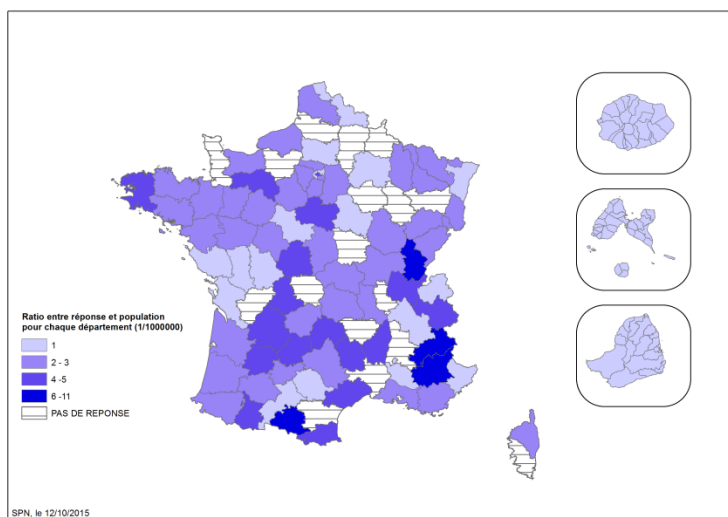 Ratio entre réponse et population
pour chaque département (1/1000000)
1
2 - 3
4 -5
6 -11
PAS DE REPONSE
SPN, le 12/10/2015